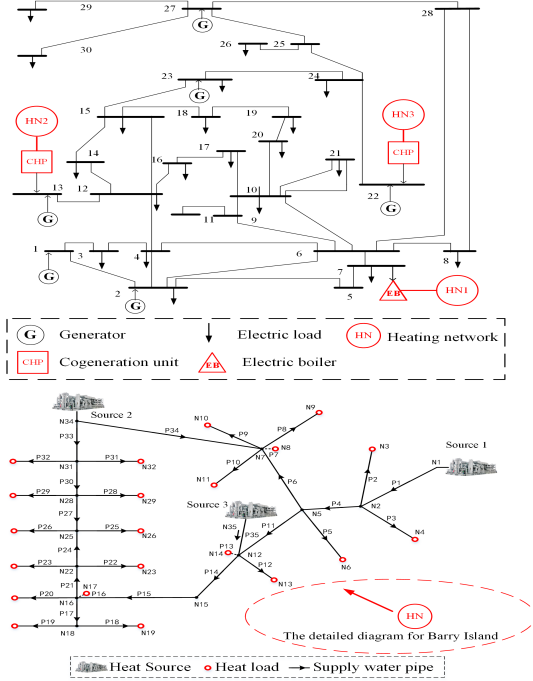 29
27
28
G
30
26
25
23
24
G
HN2
15
18
19
HN3
CHP
14
16
17
20
21
CHP
13
12
10
22
G
11
9
G
1
3
4
6
7
8
G
2
5
EB
HN1
G
G Generator
Electric load
HN Heating network
CHP Cogeneration unit
EB Electric boiler
Source 2
N34
P33
P34
N10
P9
P8
N9
N3
Source 1
P32
P31
N31
N32
P10
N7
P7
N8
N1
P2
P1
P30
N11
P6
P29
P28
N28
N29
Source 3
P4
N5
N2
P27
N35
P11
P3
N4
P26
P25
N25
N26
P35
P5
P24
P13
N14
N12
N6
P23
P22
N22
N23
P12
N13
P21
N17
P14
P20
P16
P15
N16
N15
P17
HN
P19
P18
N18
N19
The detailed diagram for Barry Island
Heat Source
Heat load
Supply water pipe